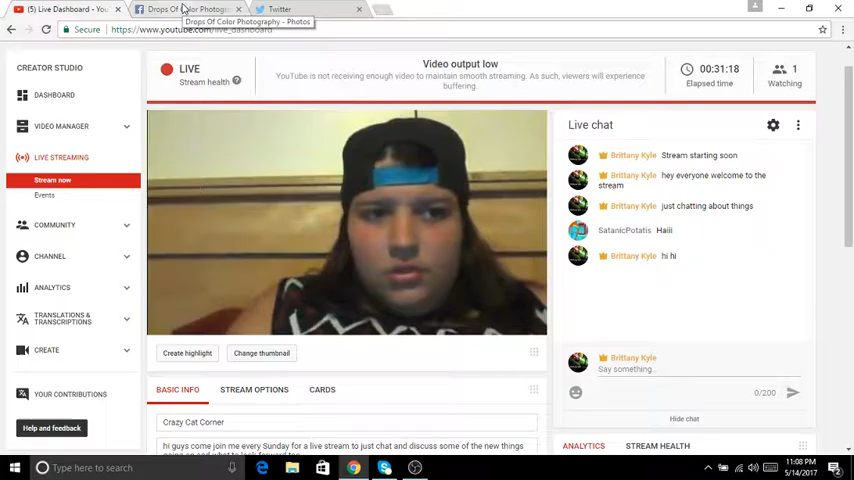 (5) Live Dashboard - You
Drops Of Color Photogra
Twitter
Drops Of Color Photography - Photos
Secure
https://www.youtube.com/live_dashboard
CREATOR STUDIO
DASHBOARD
VIDEO MANAGER
LIVE STREAMING
Stream now
Events
COMMUNITY
CHANNEL
ANALYTICS
TRANSLATIONS &
TRANSCRIPTIONS
CREATE
YOUR CONTRIBUTIONS
Help and feedback
LIVE
Stream health
Video output low
YouTube is not receiving enough video to maintain smooth streaming. As such, viewers will experience
buffering.
00:31:18
Elapsed time
1
Watching
Create highlight
Change thumbnail
BASIC INFO
STREAM OPTIONS
CARDS
Crazy Cat Corner
hi guys come join me every Sunday for a live stream to just chat and discuss some of the new things
Live chat
Brittany Kyle Stream starting soon
Brittany Kyle hey everyone welcome to the
stream
Brittany Kyle just chatting about things
SatanicPotatis Haiii
Brittany Kyle hi hi
Brittany Kyle
Say something...
0/200
Hide chat
ANALYTICS
STREAM HEALTH
Type here to search
11:08 PM
5/14/2017